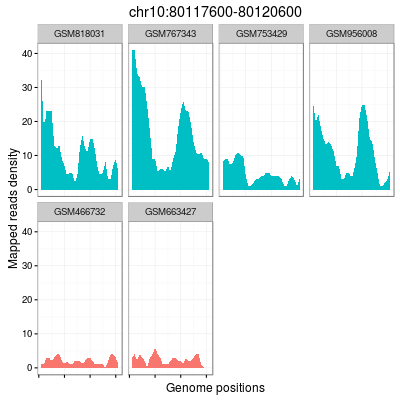 chr10:80117600-80120600
GSM818031 GSM767343 GSM753429 GSM956008
40
30
20
10
0
GSM466732 GSM663427
40
30
20
10
0
Mapped reads density
Genome positions